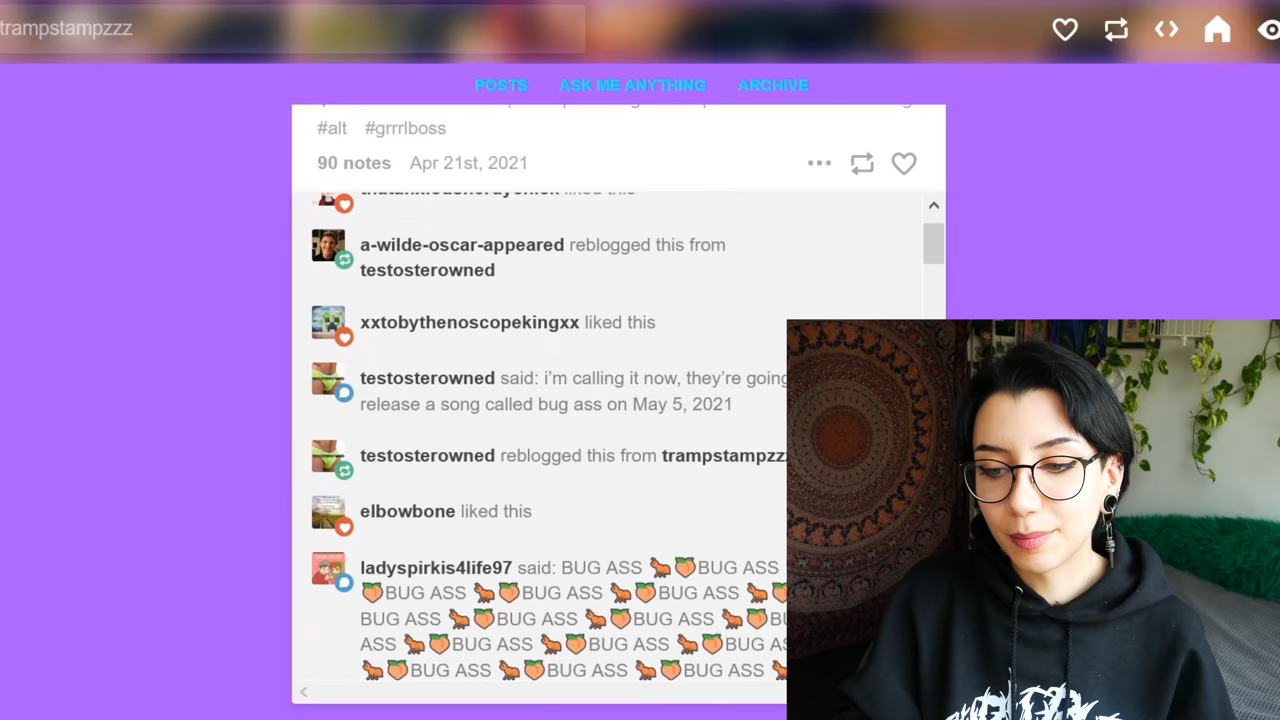 trampstampzzz
POSTS ASK ME ANYTHING ARCHIVE
#alt #grrrlboss
90 notes Apr 21st, 2021
a-wilde-oscar-appeared reblogged this from
testosterowned
xxtobythenoscopekingxx liked this
testosterowned said: i’m calling it now, they’re going
release a song called bug ass on May 5, 2021
testosterowned reblogged this from trampstampzz
elbowbone liked this
ladyspirkis4life97 said: BUG ASS 🐛🍑BUG ASS
🍑BUG ASS 🐛🍑BUG ASS 🐛🍑BUG ASS 🐛🍑
BUG ASS 🐛🍑BUG ASS 🐛🍑BUG ASS 🐛🍑BU
ASS 🐛🍑BUG ASS 🐛🍑BUG ASS 🐛🍑BUG A
🐛🍑BUG ASS 🐛🍑BUG ASS 🐛🍑BUG ASS